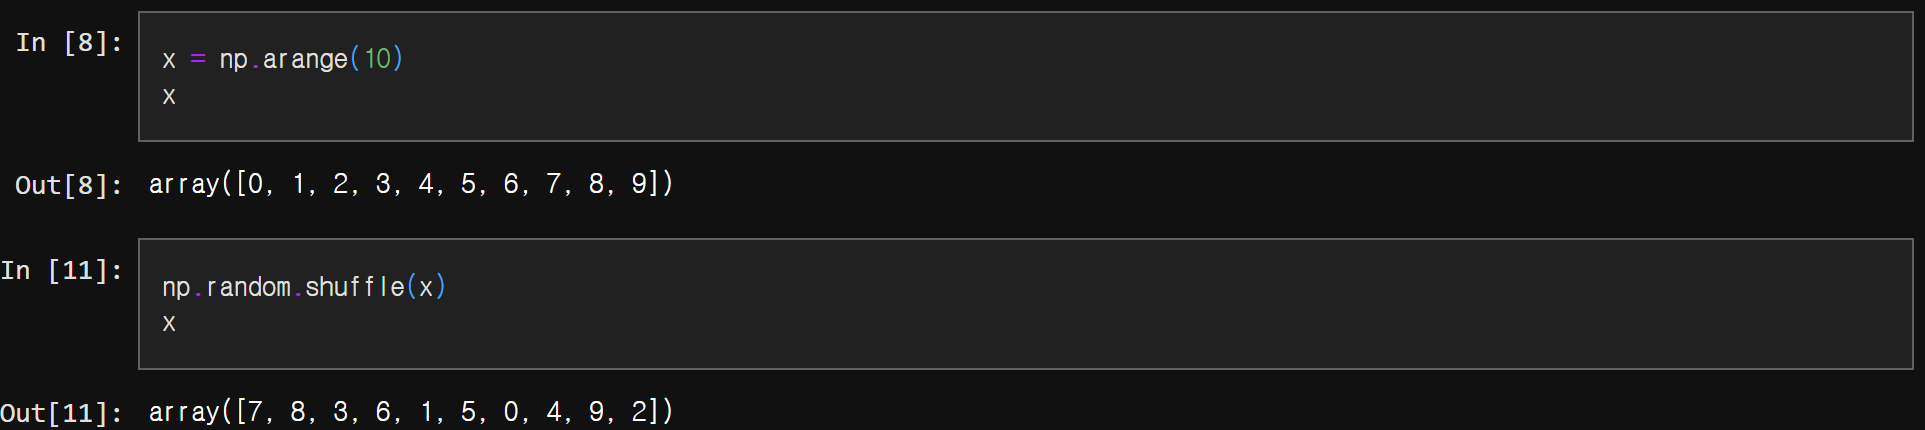 In [8]:
x = np.arange(10)
x
Out[8]: array([0, 1, 2, 3, 4, 5, 6, 7, 8, 9])
In [11]:
np.random.shuffle(x)
x
Out[11]: array([7, 8, 3, 6, 1, 5, 0, 4, 9, 2])